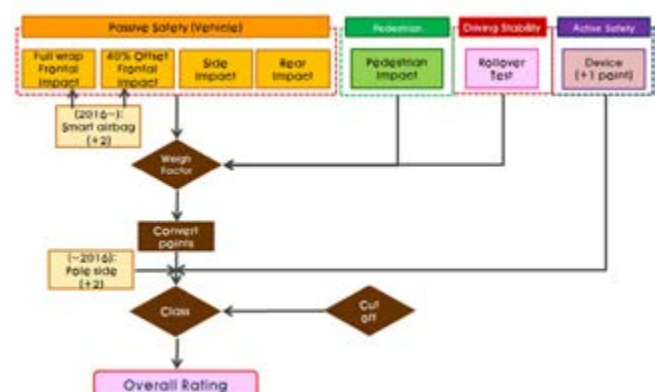 Passive Safety (Vehicle)
Pedestrian
Driving Stability
Active Safety
Full wrap
Frontal
Impact
40% Offset
Frontal
Impact
Side
Impact
Rear
Impact
Pedestrian
Impact
Rollover
Test
Device
(+1 point)
(2016~):
Smart airbag
(+2)
Weigh
Factor
Convert
points
(~2016):
Pole side
(+2)
Class
Cut
off
Overall Rating